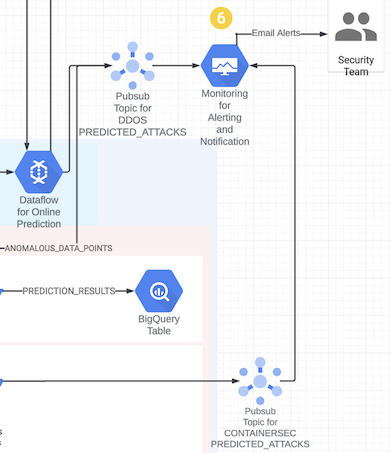 6
Email Alerts
Security
Team
Pubsub
Topic for
DDOS
PREDICTED_ATTACKS
Monitoring
for
Alerting
and
Notification
Dataflow
for Online
Prediction
ANOMALOUS_DATA_POINTS
PREDICTION_RESULTS
BigQuery
Table
Pubsub
Topic for
CONTAINERSEC
PREDICTED_ATTACKS